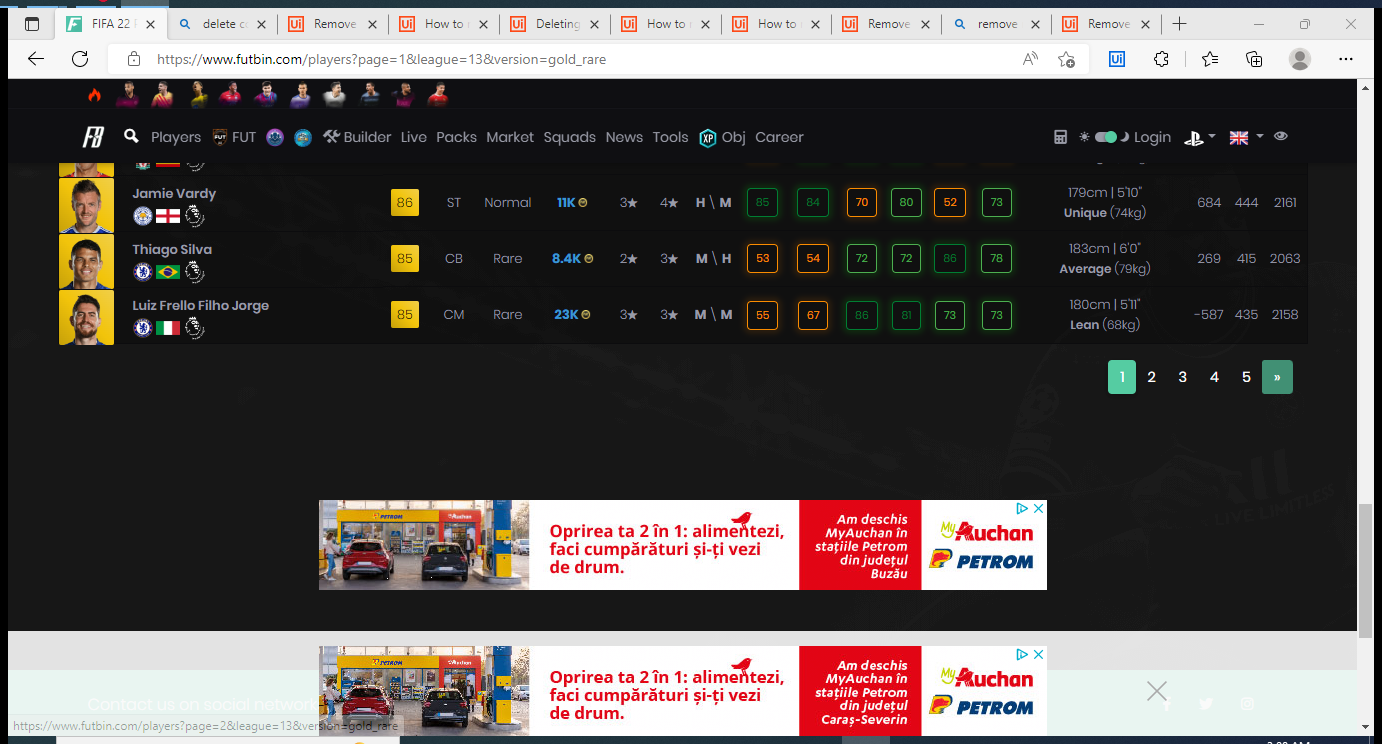 FIFA 22 P
delete co
Remove
How to r
Deleting
How to r
How to r
Remove
remove
Remove
https://www.futbin.com/players?page=1&league=13&version=gold_rare
Players FUT Builder Live Packs Market Squads News Tools XP Obj Career Login
Jamie Vardy 86 ST Normal 11K 3★ 4★ H \ M 85 84 70 80 52 73 179cm | 5'10" 684 444 2161
Unique (74kg)
Thiago Silva 85 CB Rare 8.4K 2★ 3★ M \ H 53 54 72 72 86 78 183cm | 6'0" 269 415 2063
Average (79kg)
Luiz Frello Filho Jorge 85 CM Rare 23K 3★ 3★ M \ M 55 67 86 81 73 73 180cm | 5'11" -587 435 2158
Lean (68kg)
1 2 3 4 5 »
Oprirea ta 2 în 1: alimentezi,
faci cumpărături și-ți vezi
de drum.
Am deschis
MyAuchan în
stațiile Petrom
din județul
Buzău
MyAuchan
PETROM
Oprirea ta 2 în 1: alimentezi,
faci cumpărături și-ți vezi
de drum.
Am deschis
MyAuchan în
stațiile Petrom
din județul
Caraș-Severin
MyAuchan
PETROM
Contact us on social network
https://www.futbin.com/players?page=2&league=13&version=gold_rare